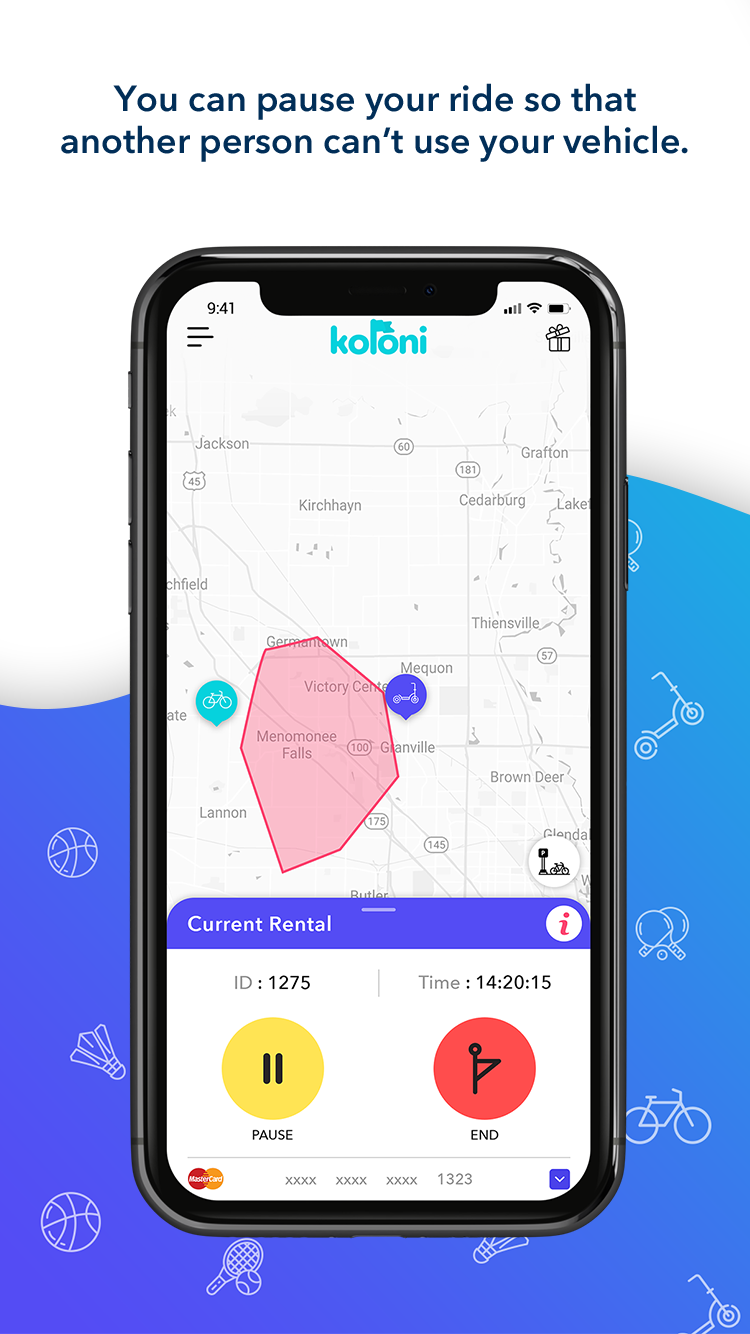 You can pause your ride so that
another person can‘t use your vehicle.
9:41
koloni
k
Jackson
60
Grafton
181
45
Cedarburg
Kirchhayn
Lakef
chfield
Thiensville
Germantown
57
Mequon
Victory Cente
ate
Menomonee
Falls
100
Granville
Brown Deer
Lannon
175
Glendal
145
P
W
Butler
Current Rental
i
ID : 1275
Time : 14:20:15
PAUSE
END
MasterCard
xxxx xxxx xxxx 1323